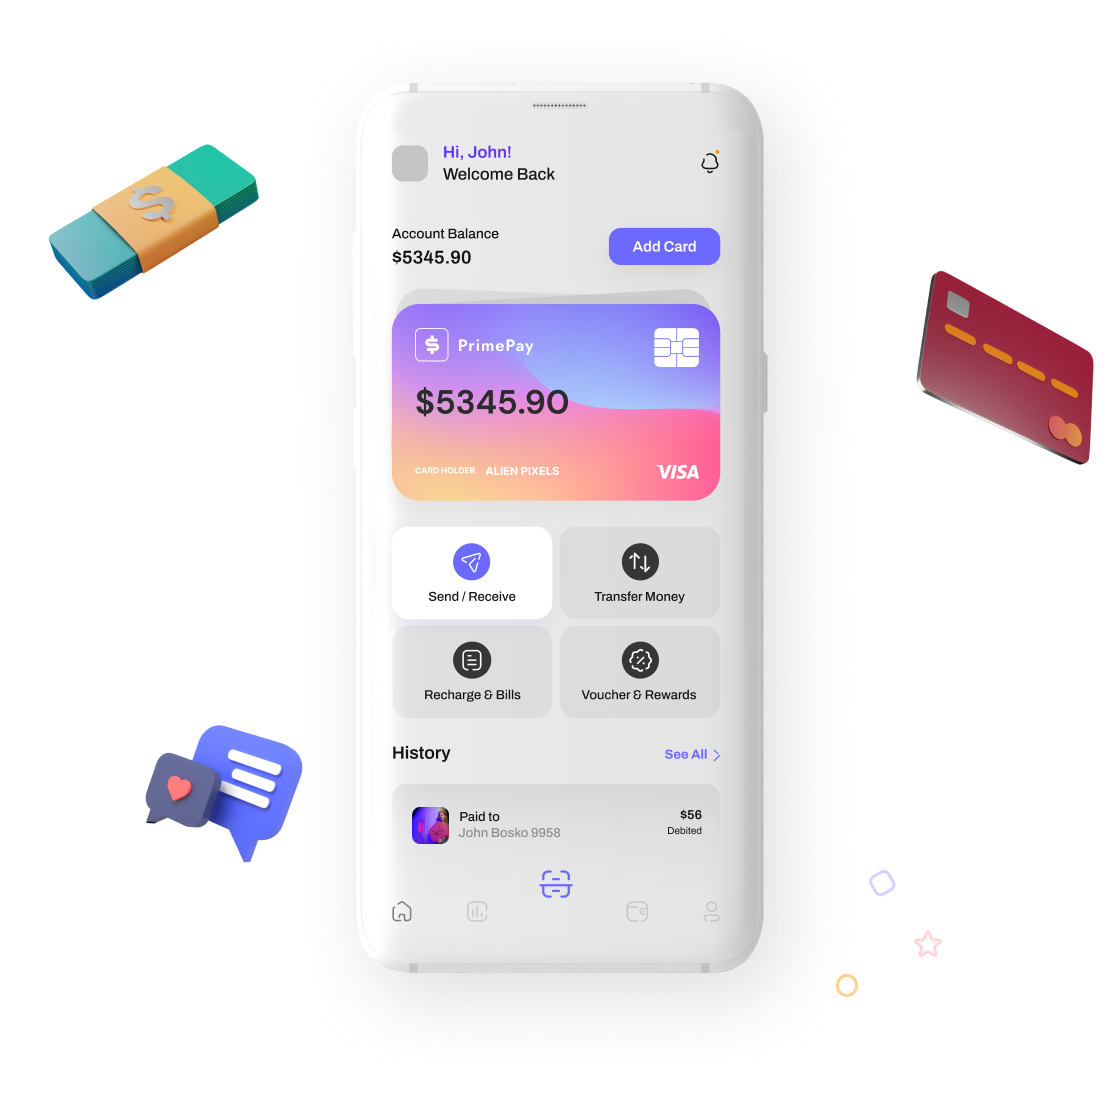 Hi, John!
Welcome Back
Account Balance
$5345.90
Add Card
$ PrimePay
$5345.90
CARD HOLDER ALIEN PIXELS
VISA
Send / Receive
Transfer Money
Recharge & Bills
Voucher & Rewards
History
See All
Paid to
$56
John Bosko 9958
Debited
$